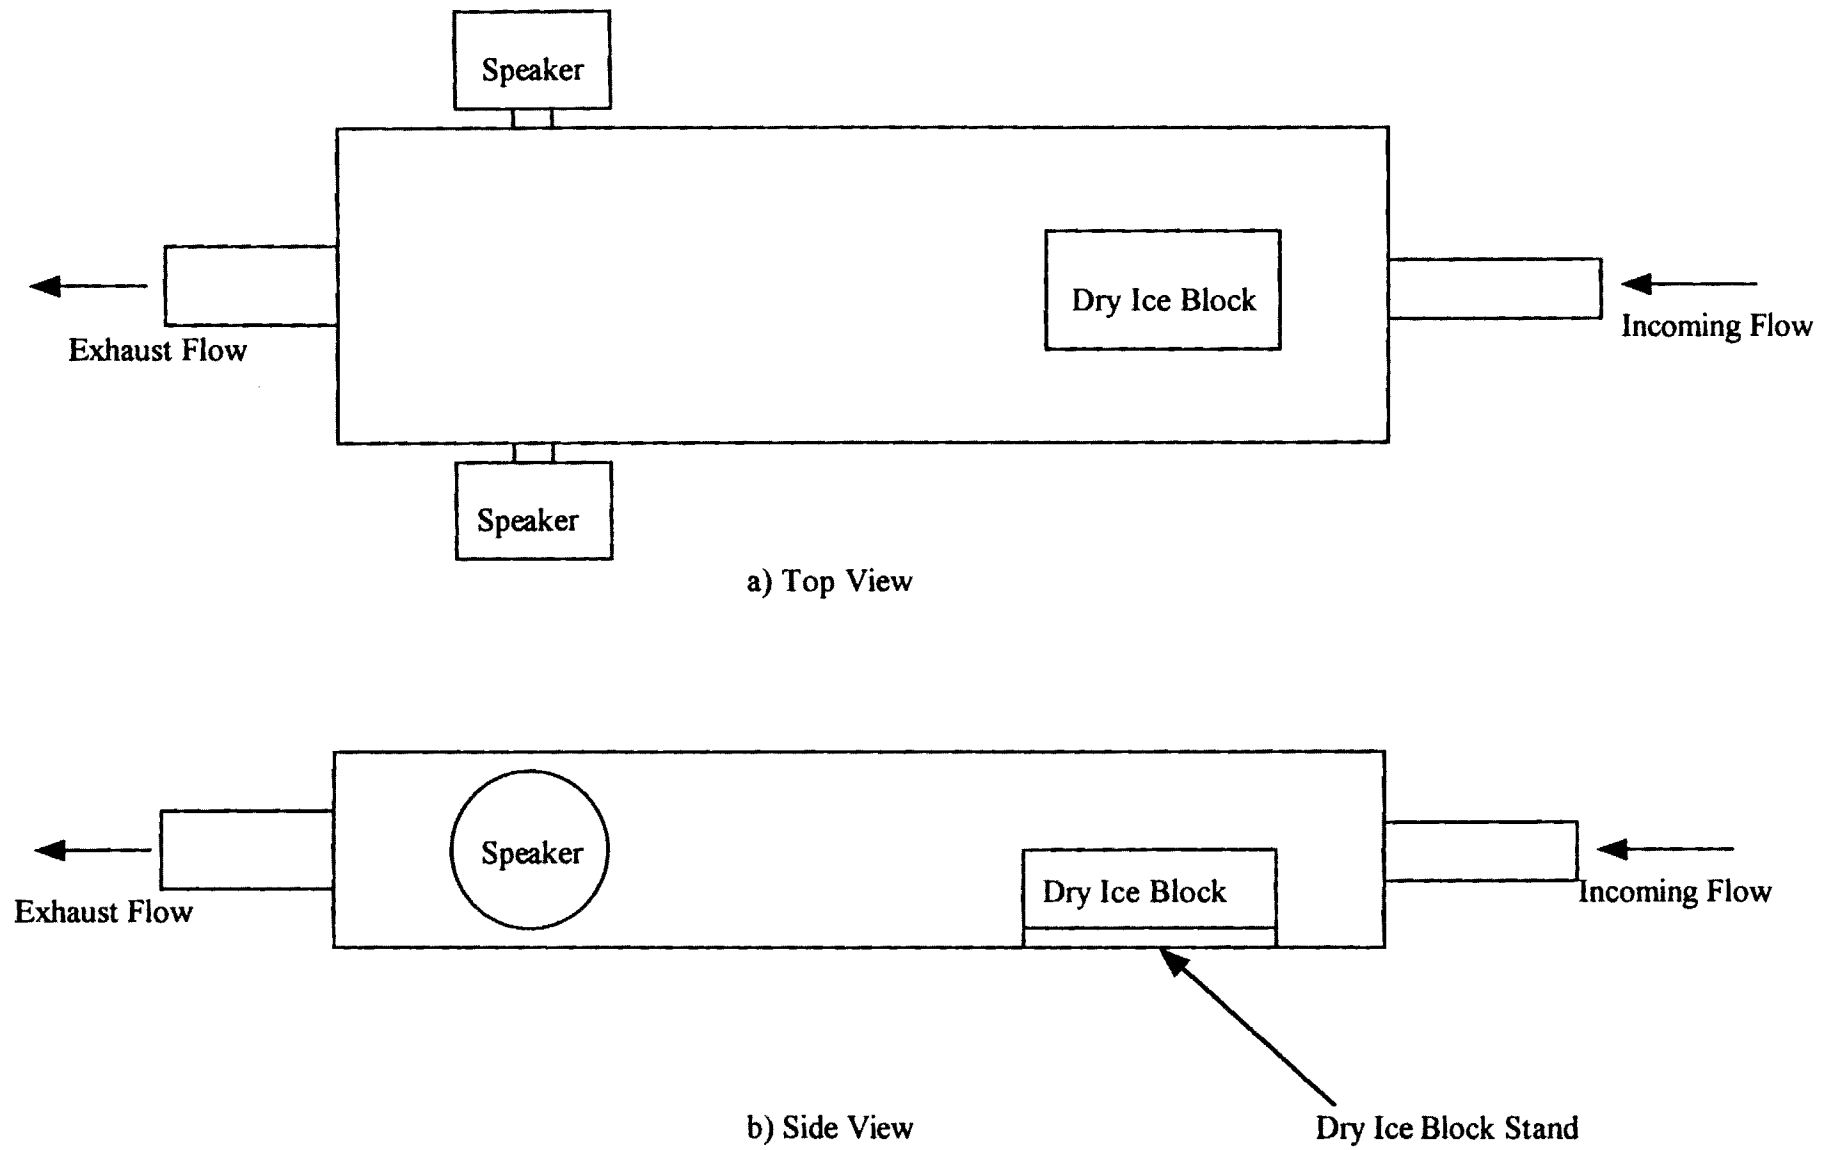 Speaker
Dry Ice Block
Incoming Flow
Exhaust Flow
Speaker
a) Top View
Speaker
Dry Ice Block
Incoming Flow
Exhaust Flow
b) Side View
Dry Ice Block Stand